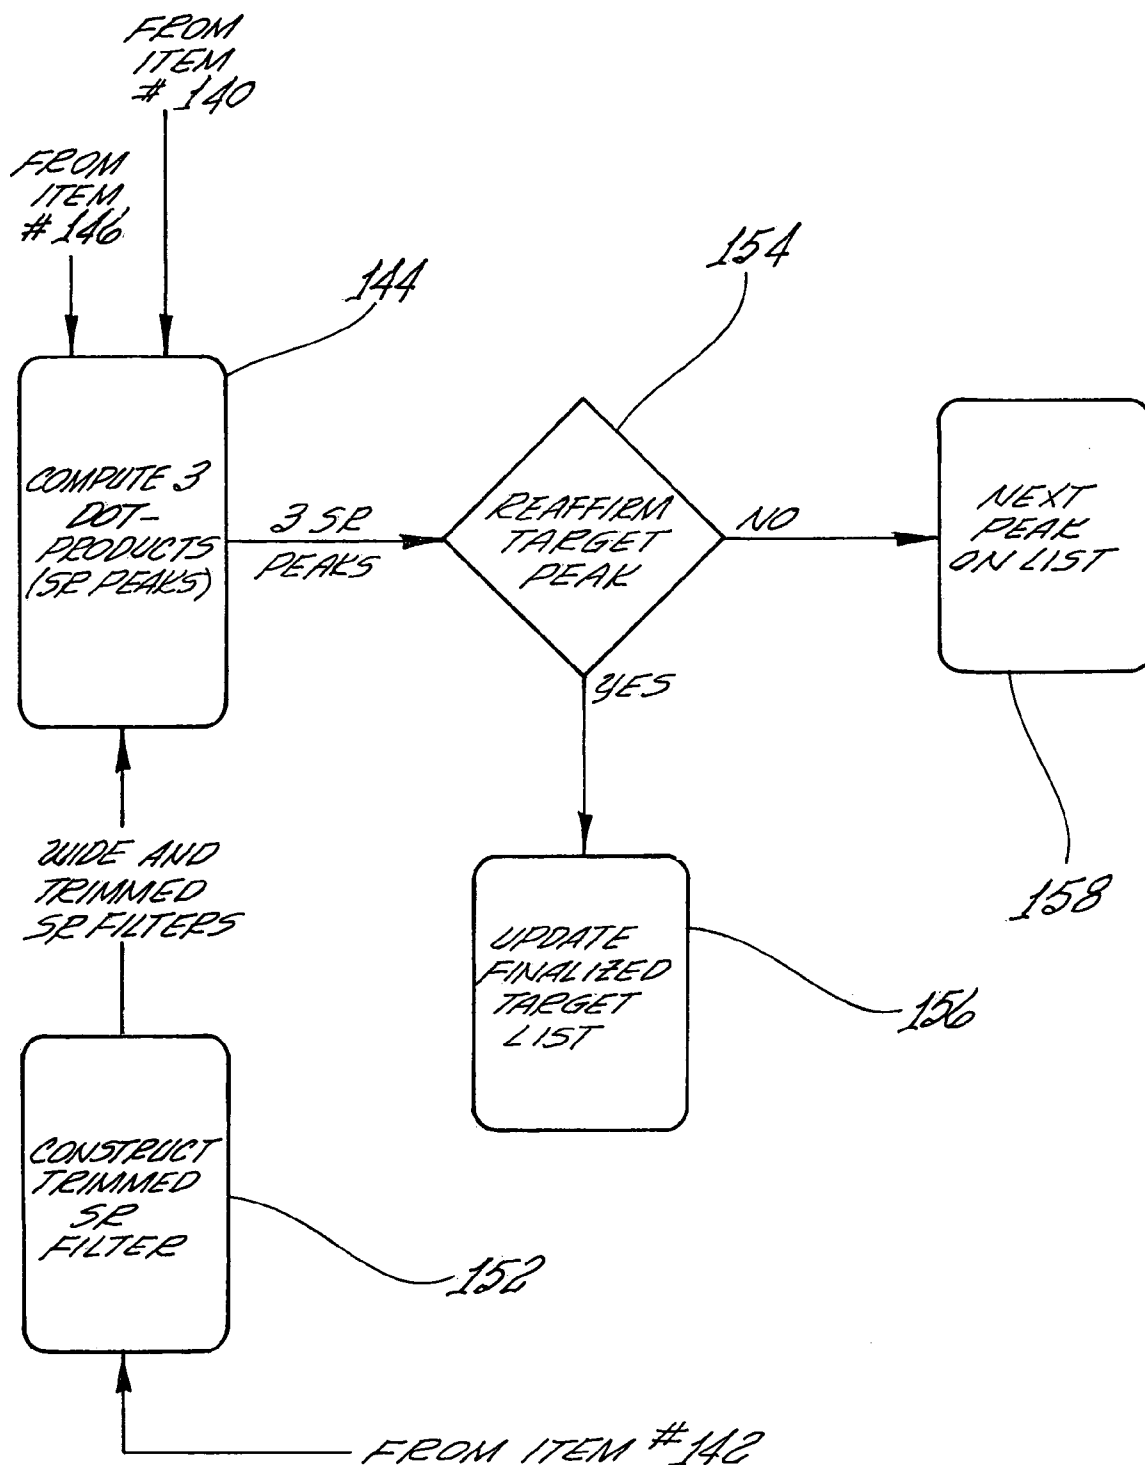 FROM
ITEM
# 140
FROM
ITEM
# 146
144
154
COMPUTE 3
DOT-
PRODUCTS
(SR PEAKS)
3 SR
PEAKS
REAFFIRM
TARGET
PEAK
NO
NEXT
PEAK
ON LIST
YES
158
WIDE AND
TRIMMED
SR FILTERS
UPDATE
FINALIZED
TARGET
LIST
156
CONSTRUCT
TRIMMED
SR
FILTER
152
FROM ITEM #142